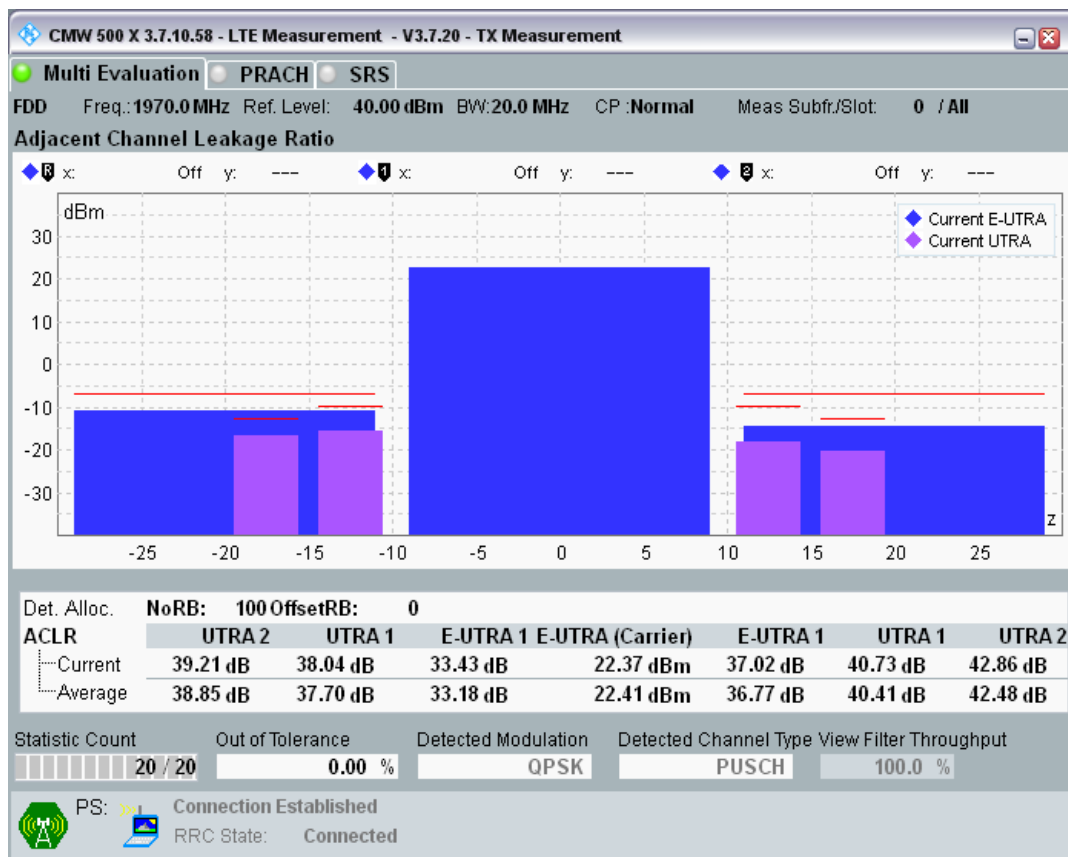 CMW 500 X 3.7.10.58 - LTE Measurement - V3.7.20 - TX Measurement
Multi Evaluation PRACH SRS
FDD Freq.:1970.0 MHz Ref. Level: 40.00 dBm BW:20.0 MHz CP :Normal Meas Subfr./Slot: 0 / All
Adjacent Channel Leakage Ratio
R x: Off y: --- 1 x: Off y: --- 2 x: Off y: ---
dBm
Current E-UTRA
Current UTRA
30
20
10
0
-10
-20
-30
z
-25 -20 -15 -10 -5 0 5 10 15 20 25
Det. Alloc. NoRB: 100 OffsetRB: 0
ACLR UTRA 2 UTRA 1 E-UTRA 1 E-UTRA (Carrier) E-UTRA 1 UTRA 1 UTRA 2
Current 39.21 dB 38.04 dB 33.43 dB 22.37 dBm 37.02 dB 40.73 dB 42.86 dB
Average 38.85 dB 37.70 dB 33.18 dB 22.41 dBm 36.77 dB 40.41 dB 42.48 dB
Statistic Count Out of Tolerance Detected Modulation Detected Channel Type View Filter Throughput
20 / 20 0.00 % QPSK PUSCH 100.0 %
PS: Connection Established
RRC State: Connected